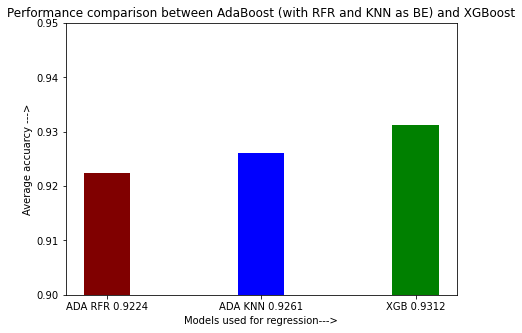 Performance comparison between AdaBoost (with RFR and KNN as BE) and XGBoost
0.95
0.94
0.93
0.92
0.91
0.90
Average accuarcy --->
ADA RFR 0.9224 ADA KNN 0.9261 XGB 0.9312
Models used for regression--->